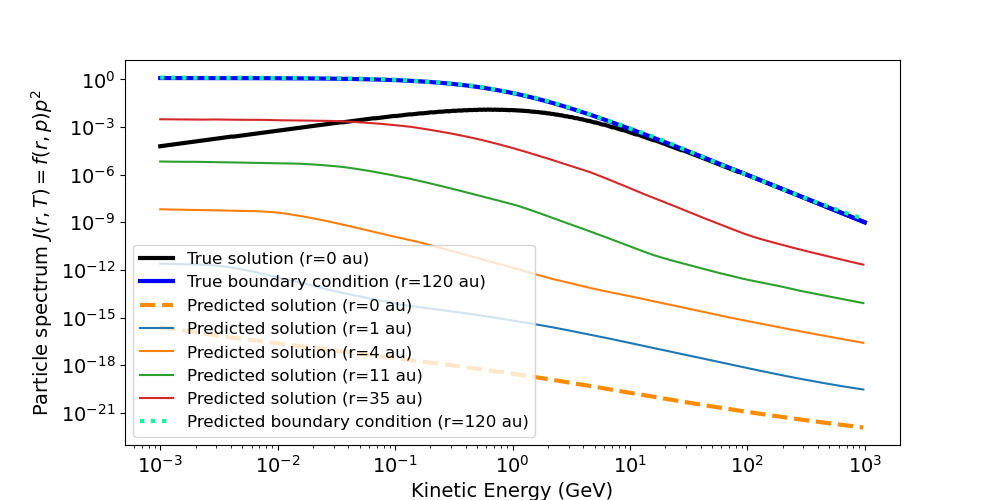 Particle spectrum J(r, T) = f(r, p)p²
10⁰
10⁻³
10⁻⁶
10⁻⁹
10⁻¹²
10⁻¹⁵
10⁻¹⁸
10⁻²¹
True solution (r=0 au)
True boundary condition (r=120 au)
Predicted solution (r=0 au)
Predicted solution (r=1 au)
Predicted solution (r=4 au)
Predicted solution (r=11 au)
Predicted solution (r=35 au)
Predicted boundary condition (r=120 au)
10⁻³ 10⁻² 10⁻¹ 10⁰ 10¹ 10² 10³
Kinetic Energy (GeV)